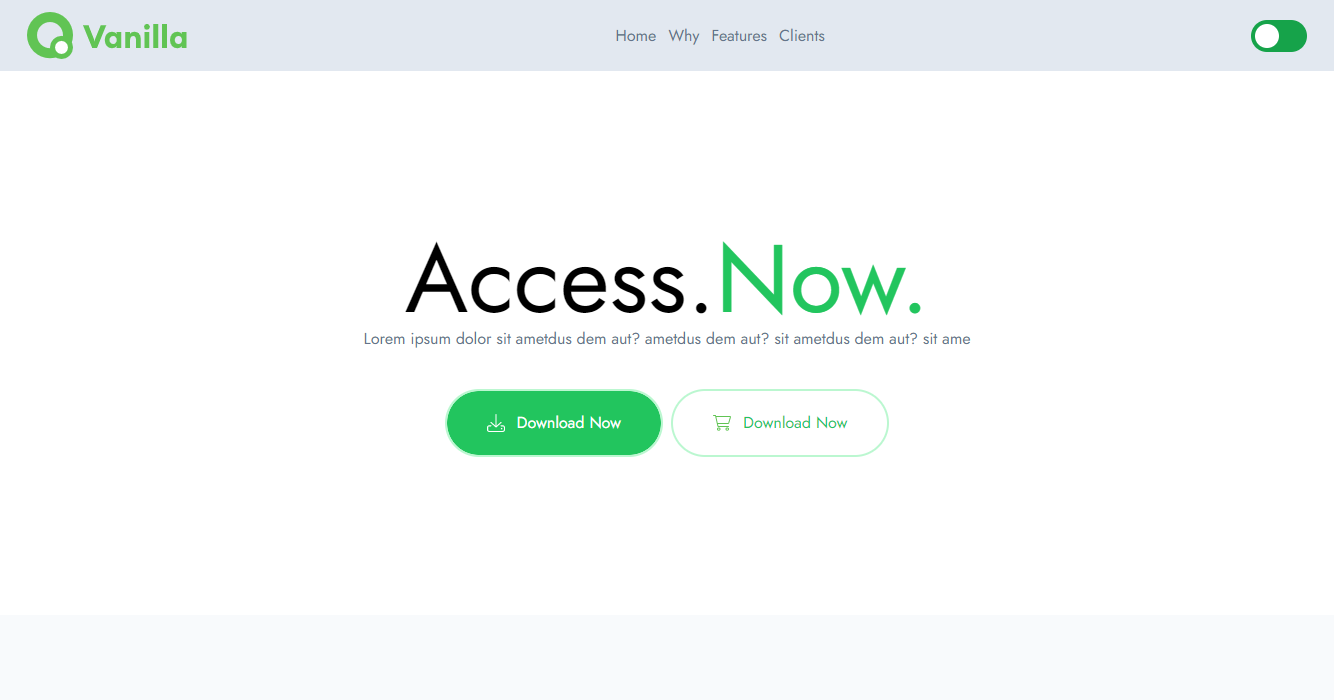 Vanilla
Home Why Features Clients
Access.Now.
Lorem ipsum dolor sit ametdus dem aut? ametdus dem aut? sit ametdus dem aut? sit ame
Download Now Download Now